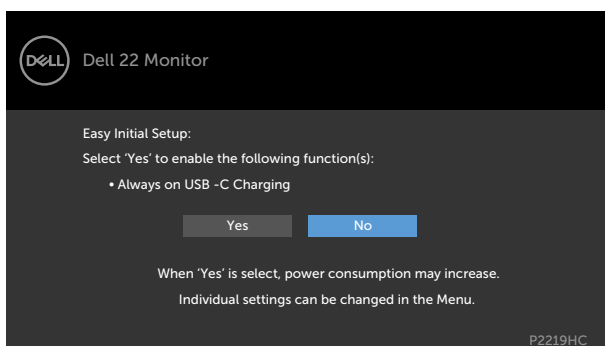 DELL
Dell 22 Monitor
Easy Initial Setup:
Select ‘Yes’ to enable the following function(s):
• Always on USB -C Charging
Yes No
When ‘Yes’ is select, power consumption may increase.
Individual settings can be changed in the Menu.
P2219HC